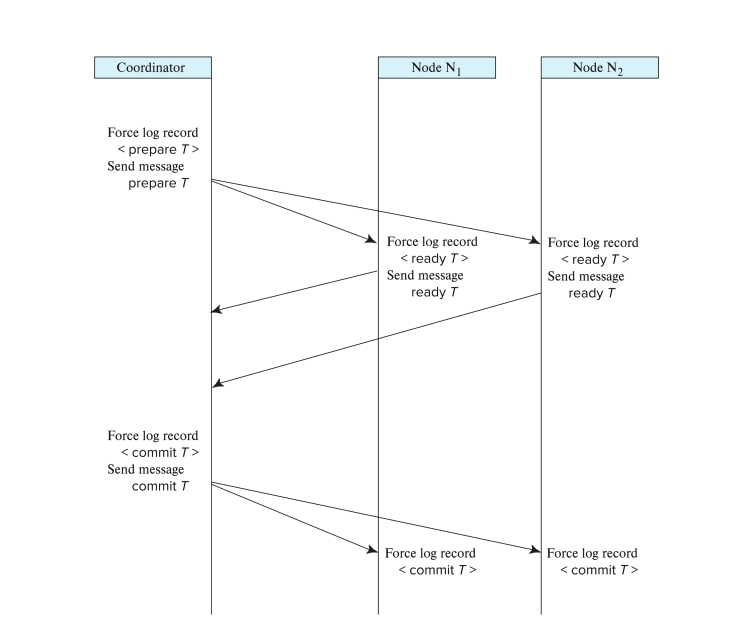 Coordinator
Node N1
Node N2
Force log record
< prepare T >
Send message
prepare T
Force log record
< ready T >
Send message
ready T
Force log record
< ready T >
Send message
ready T
Force log record
< commit T >
Send message
commit T
Force log record
< commit T >
Force log record
< commit T >